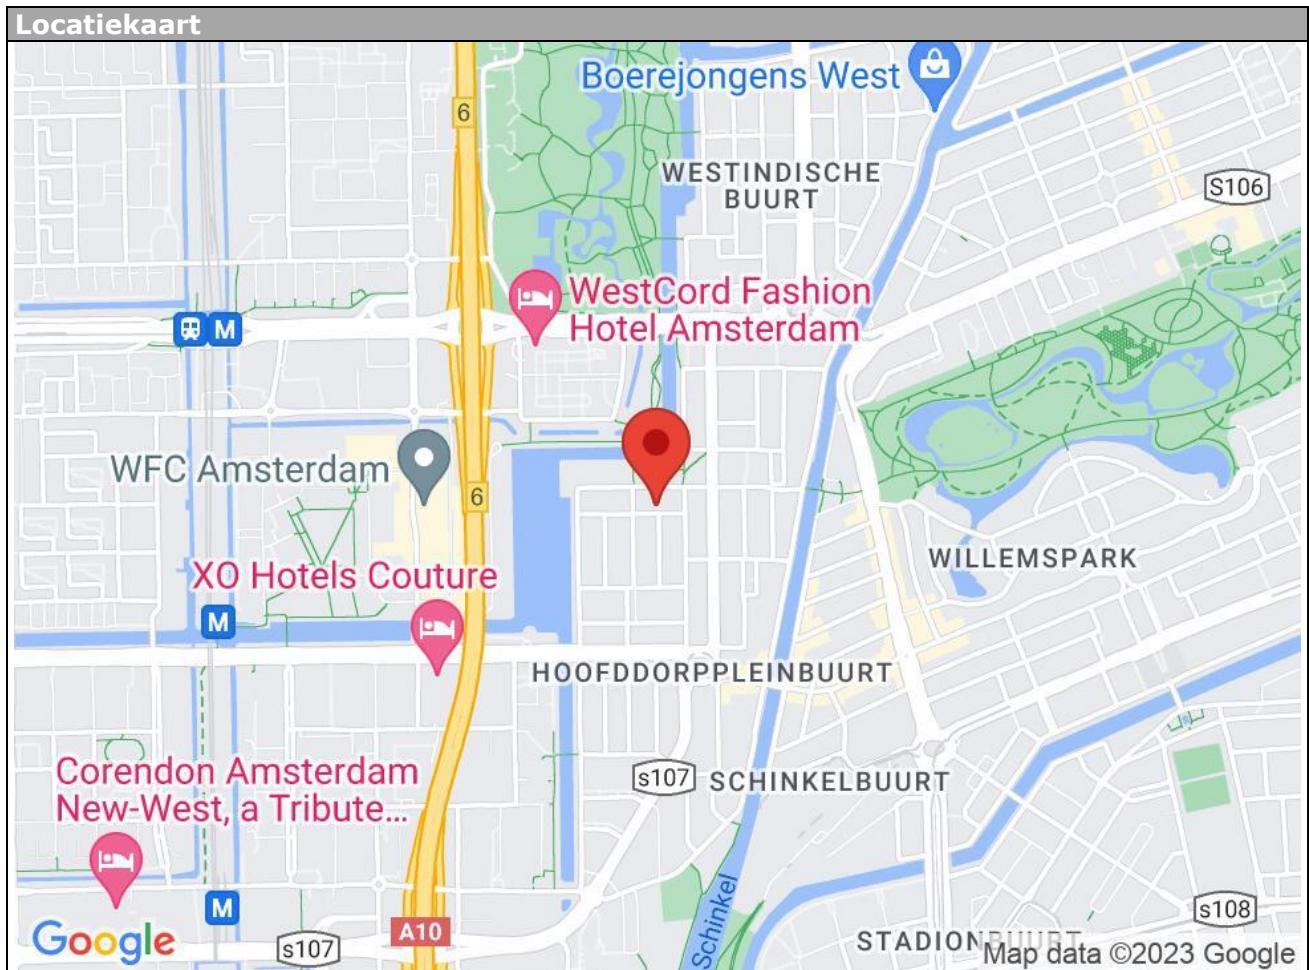 Locatiekaart
6
Boerejongens West
WESTINDISCHE
BUURT
S106
WestCord Fashion
Hotel Amsterdam
M
WFC Amsterdam
6
XO Hotels Couture
M
WILLEMSPARK
HOOFDDORPPLEINBUURT
Corendon Amsterdam
New-West, a Tribute...
s107
SCHINKELBUURT
M
A10
Schinkel
s108
Google
s107
STADIONBUURT
Map data ©2023 Google